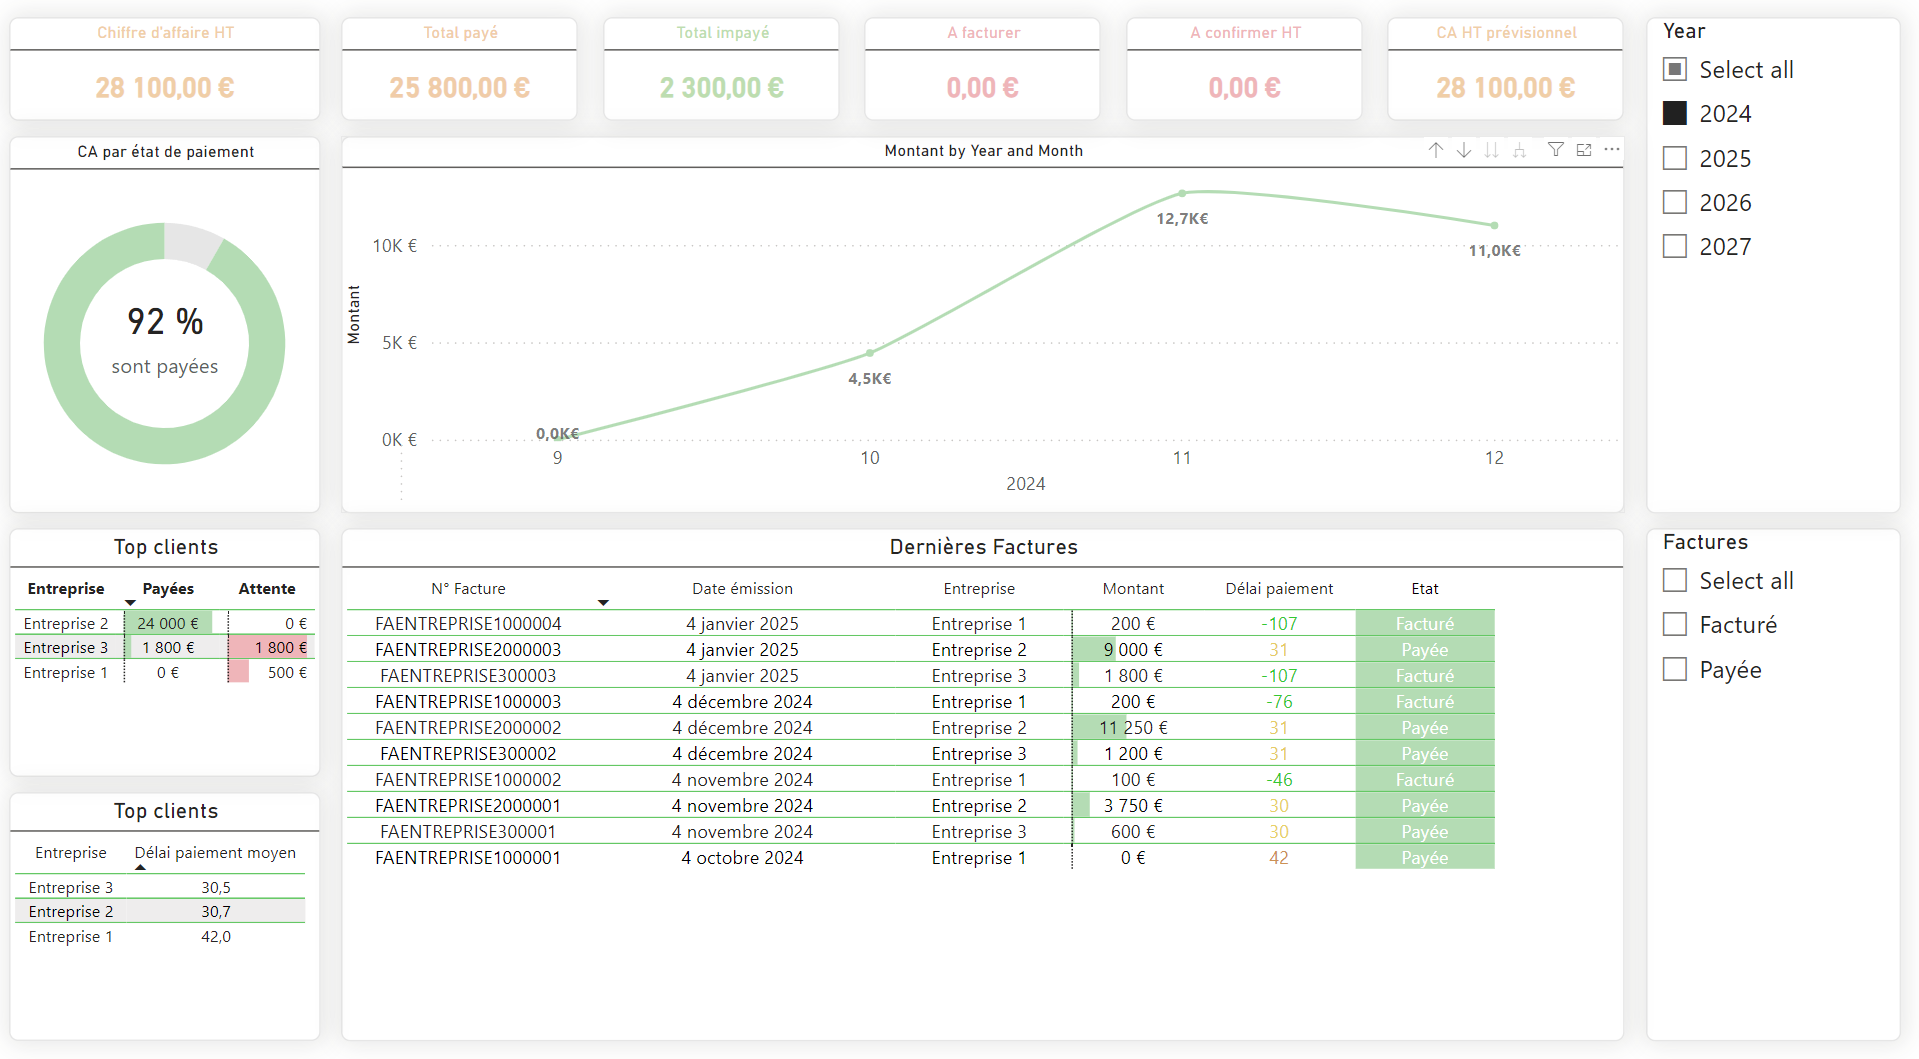 Chiffre d'affaire HT
28 100,00 €
Total payé
25 800,00 €
Total impayé
2 300,00 €
A facturer
0,00 €
A confirmer HT
0,00 €
CA HT prévisionnel
28 100,00 €
Year
Select all
2024
2025
2026
2027
CA par état de paiement
92 %
sont payées
Montant by Year and Month
Montant
10K €
5K €
0K €
0,0K€
4,5K€
12,7K€
11,0K€
9 10 11 12
2024
Top clients
Entreprise Payées Attente
Entreprise 2 24 000 € 0 €
Entreprise 3 1 800 € 1 800 €
Entreprise 1 0 € 500 €
Top clients
Entreprise Délai paiement moyen
Entreprise 3 30,5
Entreprise 2 30,7
Entreprise 1 42,0
Dernières Factures
N° Facture Date émission Entreprise Montant Délai paiement Etat
FAENTREPRISE1000004 4 janvier 2025 Entreprise 1 200 € -107 Facturé
FAENTREPRISE2000003 4 janvier 2025 Entreprise 2 9 000 € 31 Payée
FAENTREPRISE300003 4 janvier 2025 Entreprise 3 1 800 € -107 Facturé
FAENTREPRISE1000003 4 décembre 2024 Entreprise 1 200 € -76 Facturé
FAENTREPRISE2000002 4 décembre 2024 Entreprise 2 11 250 € 31 Payée
FAENTREPRISE300002 4 décembre 2024 Entreprise 3 1 200 € 31 Payée
FAENTREPRISE1000002 4 novembre 2024 Entreprise 1 100 € -46 Facturé
FAENTREPRISE2000001 4 novembre 2024 Entreprise 2 3 750 € 30 Payée
FAENTREPRISE300001 4 novembre 2024 Entreprise 3 600 € 30 Payée
FAENTREPRISE1000001 4 octobre 2024 Entreprise 1 0 € 42 Payée
Factures
Select all
Facturé
Payée